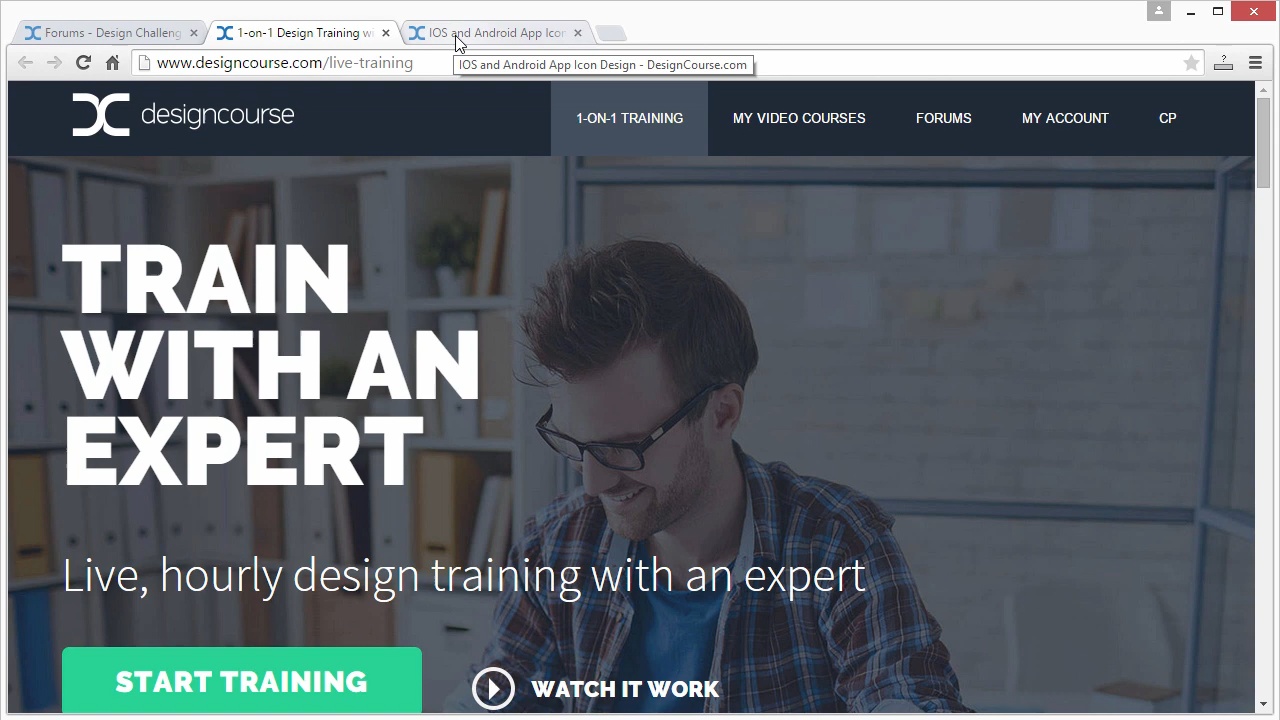 Forums - Design Challeng
1-on-1 Design Training w
IOS and Android App Icon
www.designcourse.com/live-training
IOS and Android App Icon Design - DesignCourse.com
designcourse
1-ON-1 TRAINING
MY VIDEO COURSES
FORUMS
MY ACCOUNT
CP
TRAIN
WITH AN
EXPERT
Live, hourly design training with an expert
START TRAINING
WATCH IT WORK